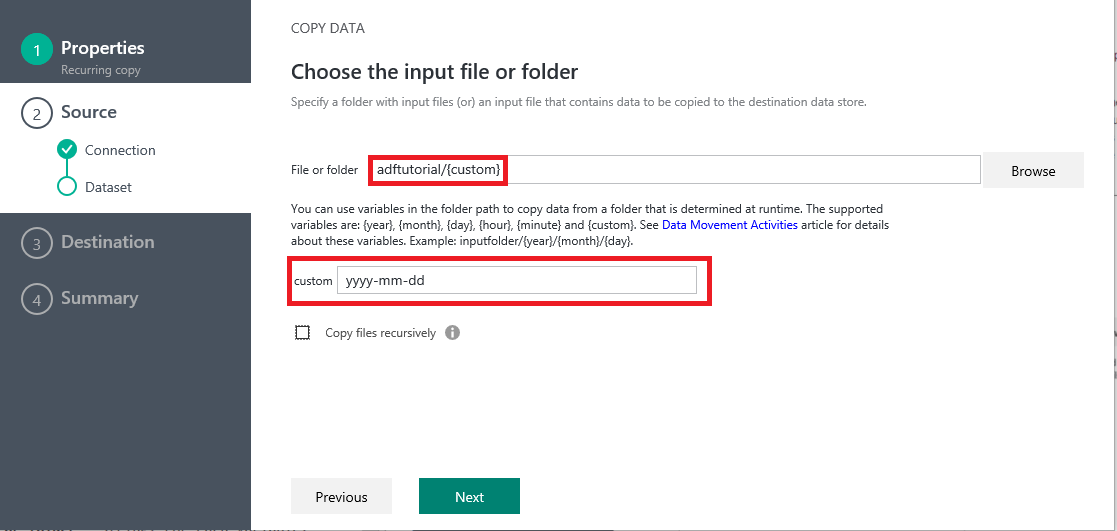 1
Properties
Recurring copy
2
Source
Connection
Dataset
3
Destination
4
Summary
COPY DATA
Choose the input file or folder
Specify a folder with input files (or) an input file that contains data to be copied to the destination data store.
File or folder adftutorial/{custom} Browse
You can use variables in the folder path to copy data from a folder that is determined at runtime. The supported
variables are: {year}, {month}, {day}, {hour}, {minute} and {custom}. See Data Movement Activities article for details
about these variables. Example: inputfolder/{year}/{month}/{day}.
custom yyyy-mm-dd
Copy files recursively i
Previous Next